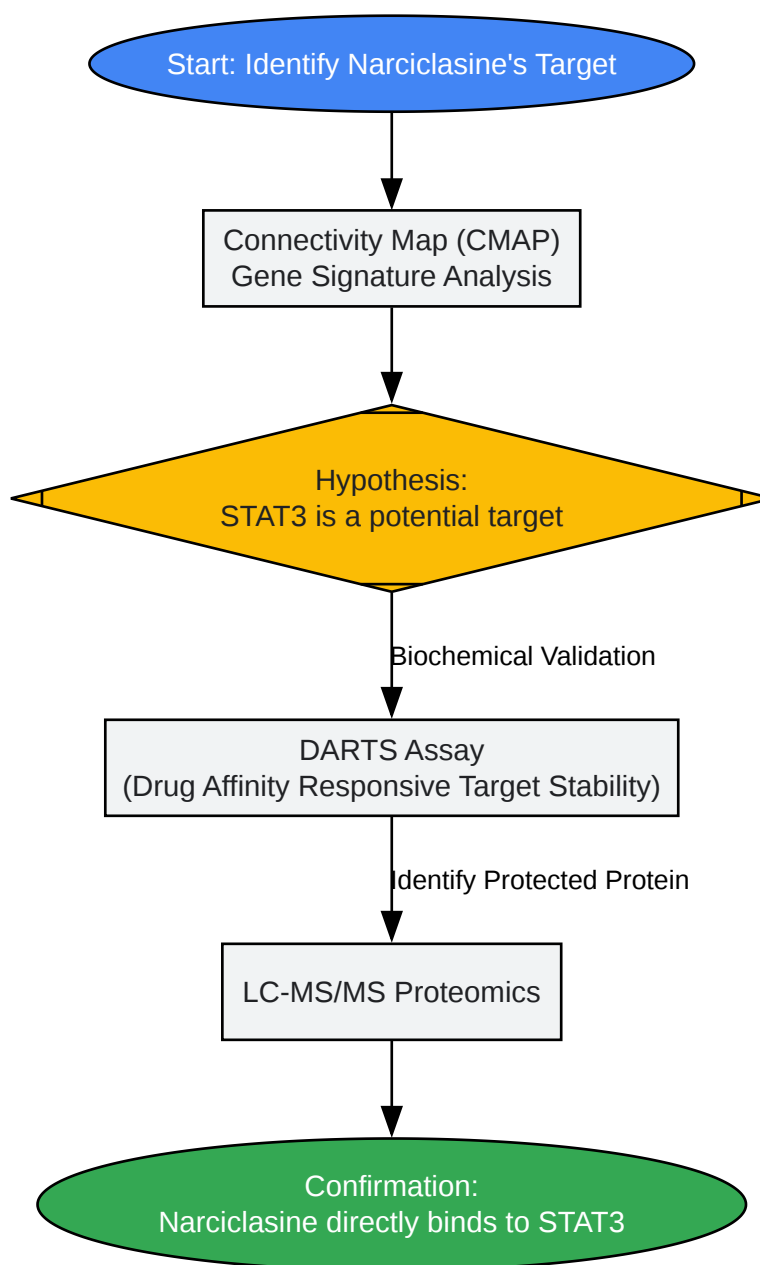 Start: Identify Narciclasine's Target
Connectivity Map (CMAP)
Gene Signature Analysis
Hypothesis:
STAT3 is a potential target
Biochemical Validation
DARTS Assay
(Drug Affinity Responsive Target Stability)
Identify Protected Protein
LC-MS/MS Proteomics
Confirmation:
Narciclasine directly binds to STAT3